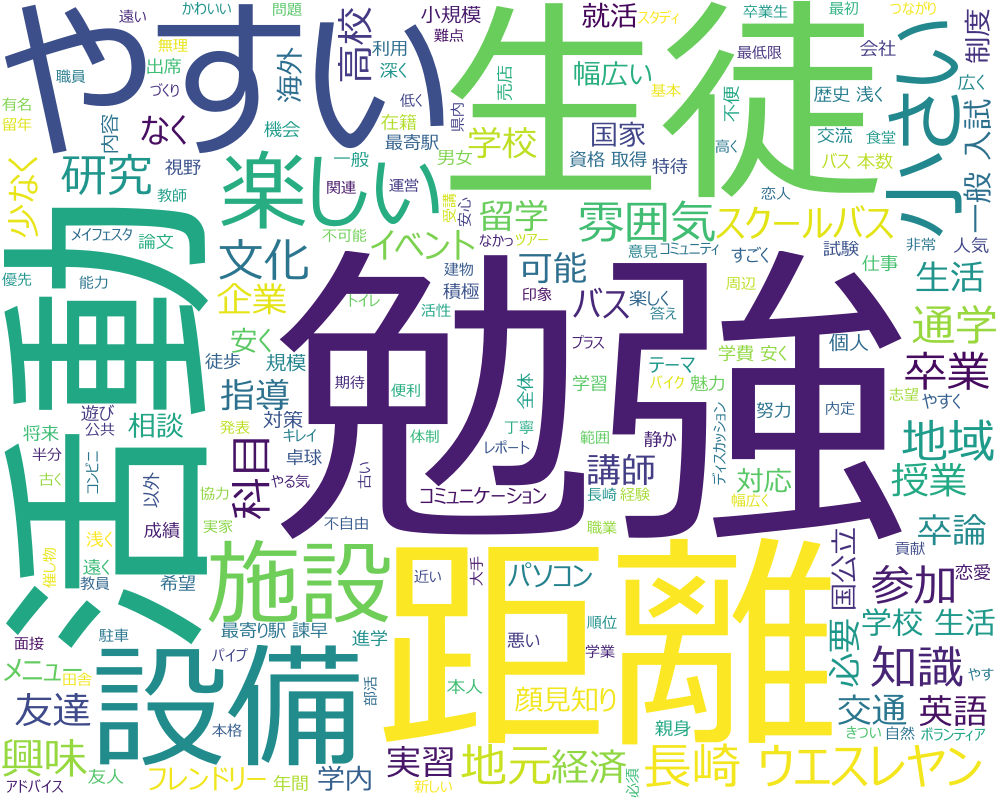 やすい
生徒
小さい
活動
勉強
距離
設備
楽しい
施設
研究
文化
雰囲気
留学
スクールバス
ウエスレヤン
長崎
地元
経済
高校
就活
海外
幅広い
国家
学校
なく
少なく
企業
安く
イベント
可能
バス
一般 入試
制度
生活
通学
卒業
地域
授業
卒論
講師
科目
指導
相談
対応
国公立
参加
学校 生活
必要
知識
交通
英語
友達
興味
メニュー
フレンドリー
学内
実習
顔見知り
パソコン
コミュニケーション
成績
かわいい
問題
遠い
無理
出席
職員
づくり
有名
留年
内容
機会
視野
教師
メイフェスタ
論文
優先
能力
小規模
難点
利用
深く
低く
在籍
最寄駅
県内
スタディ
売店
卒業生
最初
つながり
最低限
会社
基本
不便
歴史 浅く
広く
交流
食堂
資格 取得
特待
高く
バス 本数
男女
関連
運営
受講
安心
不可能
なかっ
ツアー
恋人
意見
コミュニティ
すごく
試験
非常
人気
仕事
建物
積極
印象
楽しく
答え
周辺
トイレ
活性
プラス
徒歩
規模
期待
便利
全体
学習
テーマ
バイク
魅力
学費 安く
個人
志望
やすく
努力
内定
遊び
公共
将来
半分
コンビニ
以外
発表
対策
キレイ
卓球
やる気
古い
体制
丁寧
レポート
範囲
静か
ディスカッション
幅広く
長崎
経験
職業
不自由
古く
浅く
遠く
催し物
教員
希望
協力
実家
貢献
恋愛
近い
大手
最寄り駅 諫早
進学
悪い
順位
学業
面接
駐車
パイプ
田舎
部活
本格
本人
親身
必須
きつい
自然
ボランティア
やす
アドバイス
友人
年間
新しい